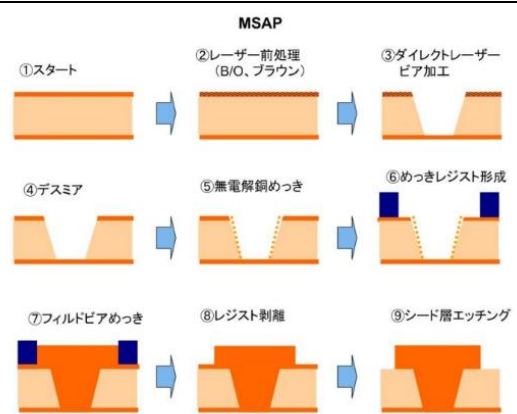 MSAP
①スタート
②レーザー前処理
(B/O、ブラウン)
③ダイレクトレーザー
ビア加工
④デスミア
⑤無電解銅めっき
⑥めっきレジスト形成
⑦フィルドビアめっき
⑧レジスト剥離
⑨シード層エッチング